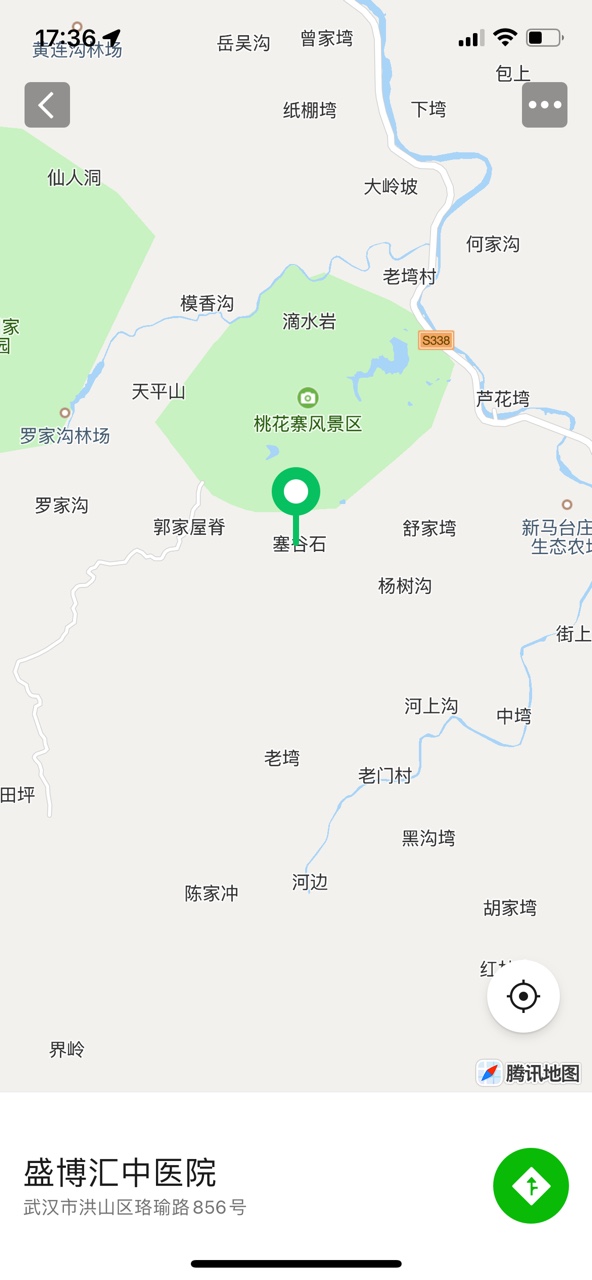 17:36
黄连沟林场
岳吴沟
曾家塆
包上
纸棚塆
下塆
仙人洞
大岭坡
何家沟
老塆村
模香沟
滴水岩
家
园
S338
天平山
芦花塆
桃花寨风景区
罗家沟林场
罗家沟
郭家屋脊
舒家塆
新马台庄
生态农场
塞谷石
杨树沟
街上
河上沟
中塆
老塆
老门村
田坪
黑沟塆
河边
陈家冲
胡家塆
界岭
腾讯地图
盛博汇中医院
武汉市洪山区珞瑜路856号